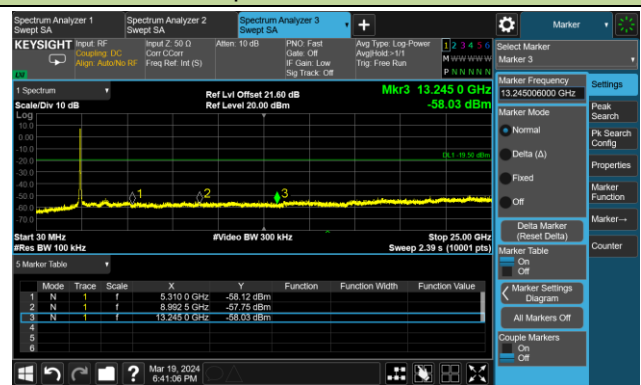 Spectrum Analyzer 1
Swept SA
Spectrum Analyzer 2
Swept SA
Spectrum Analyzer 3
Swept SA
Marker
KEYSIGHT
Input: RF
Coupling: DC
Align: Auto/No RF
Input Z: 50 Ω
Corr CCorr
Freq Ref: Int (S)
Atten: 10 dB
PNO: Fast
Gate: Off
IF Gain: Low
Sig Track: Off
Avg Type: Log-Power
Avg|Hold:>1/1
Trig: Free Run
1 2 3 4 5 6
M W W W W W
P N N N N N
LW
Select Marker
Marker 3
1 Spectrum
Scale/Div 10 dB
Log
Ref Lvl Offset 21.60 dB
Ref Level 20.00 dBm
Mkr3 13.245 0 GHz
-58.03 dBm
10.0
0.00
-10.0
-20.0
-30.0
-40.0
-50.0
-60.0
-70.0
DL1 -19.50 dBm
1
2
3
Start 30 MHz
#Res BW 100 kHz
#Video BW 300 kHz
Stop 25.00 GHz
Sweep 2.39 s (10001 pts)
5 Marker Table
Mode Trace Scale X Y Function Function Width Function Value
1 N 1 f 5.310 0 GHz -58.12 dBm
2 N 1 f 8.992 5 GHz -57.75 dBm
3 N 1 f 13.245 0 GHz -58.03 dBm
4
5
6
Marker Frequency
13.245006000 GHz
Marker Mode
Normal
Delta (Δ)
Fixed
Off
Delta Marker
(Reset Delta)
Marker Table
On
Off
Marker Settings
Diagram
All Markers Off
Couple Markers
On
Off
Settings
Peak
Search
Pk Search
Config
Properties
Marker
Function
Marker→
Counter
?
Mar 19, 2024
6:41:06 PM